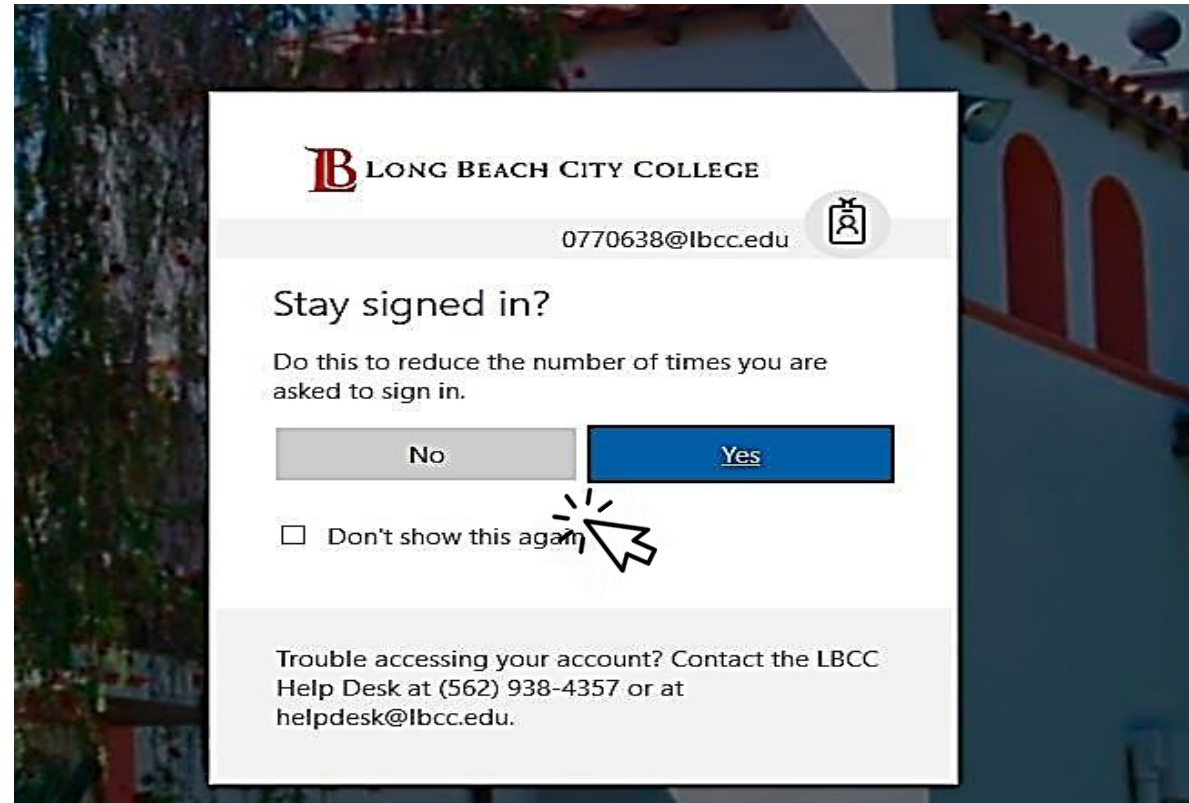 LB LONG BEACH CITY COLLEGE
0770638@lbcc.edu
Stay signed in?
Do this to reduce the number of times you are
asked to sign in.
No
Yes
Don't show this again
Trouble accessing your account? Contact the LBCC
Help Desk at (562) 938-4357 or at
helpdesk@lbcc.edu.